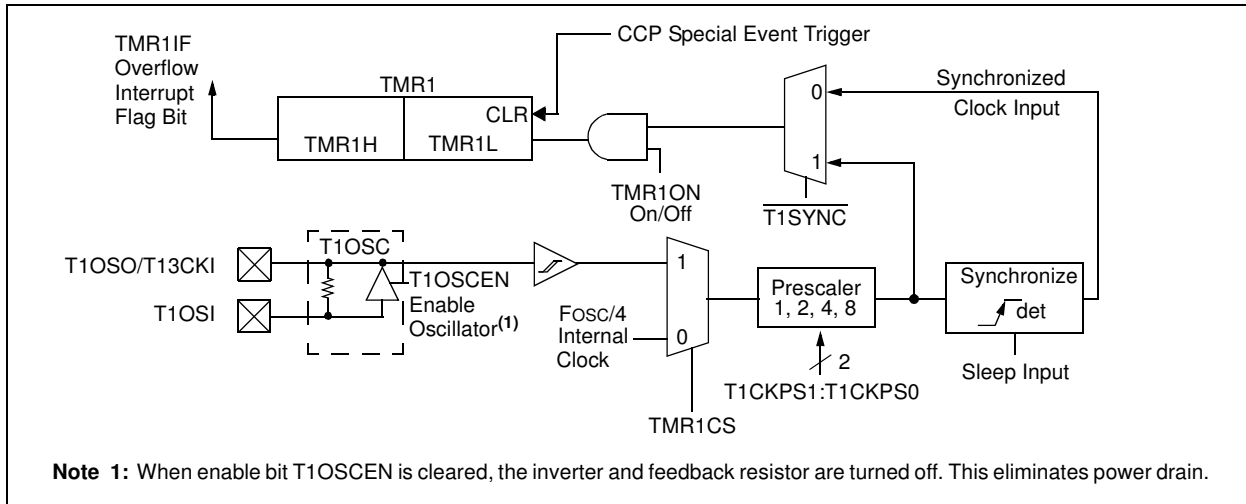 TMR1IF
Overflow
Interrupt
Flag Bit
CCP Special Event Trigger
TMR1
CLR
TMR1H
TMR1L
TMR1ON
On/Off
0
1
T1SYNC
Synchronized
Clock Input
T1OSC
T1OSO/T13CKI
T1OSI
T1OSCEN
Enable
Oscillator(1)
1
0
FOSC/4
Internal
Clock
TMR1CS
Prescaler
1, 2, 4, 8
2
T1CKPS1:T1CKPS0
Synchronize
det
Sleep Input
Note 1: When enable bit T1OSCEN is cleared, the inverter and feedback resistor are turned off. This eliminates power drain.